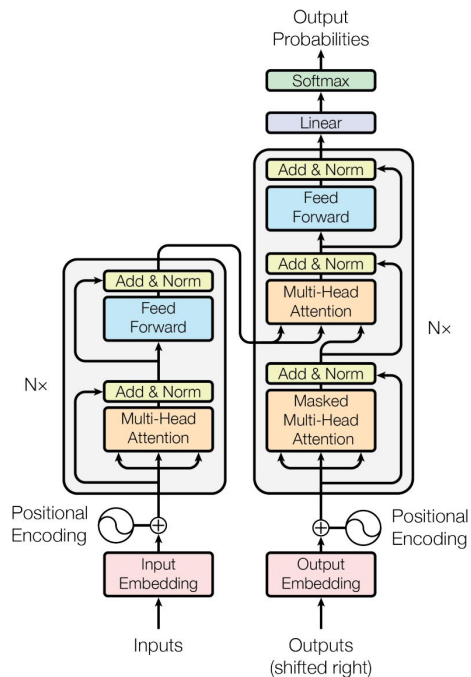 Output
Probabilities
Softmax
Linear
Add & Norm
Feed
Forward
Add & Norm
Multi-Head
Attention
Nx
Add & Norm
Masked
Multi-Head
Attention
Add & Norm
Feed
Forward
Nx
Add & Norm
Multi-Head
Attention
Positional
Encoding
Positional
Encoding
Input
Embedding
Output
Embedding
Inputs
Outputs
(shifted right)